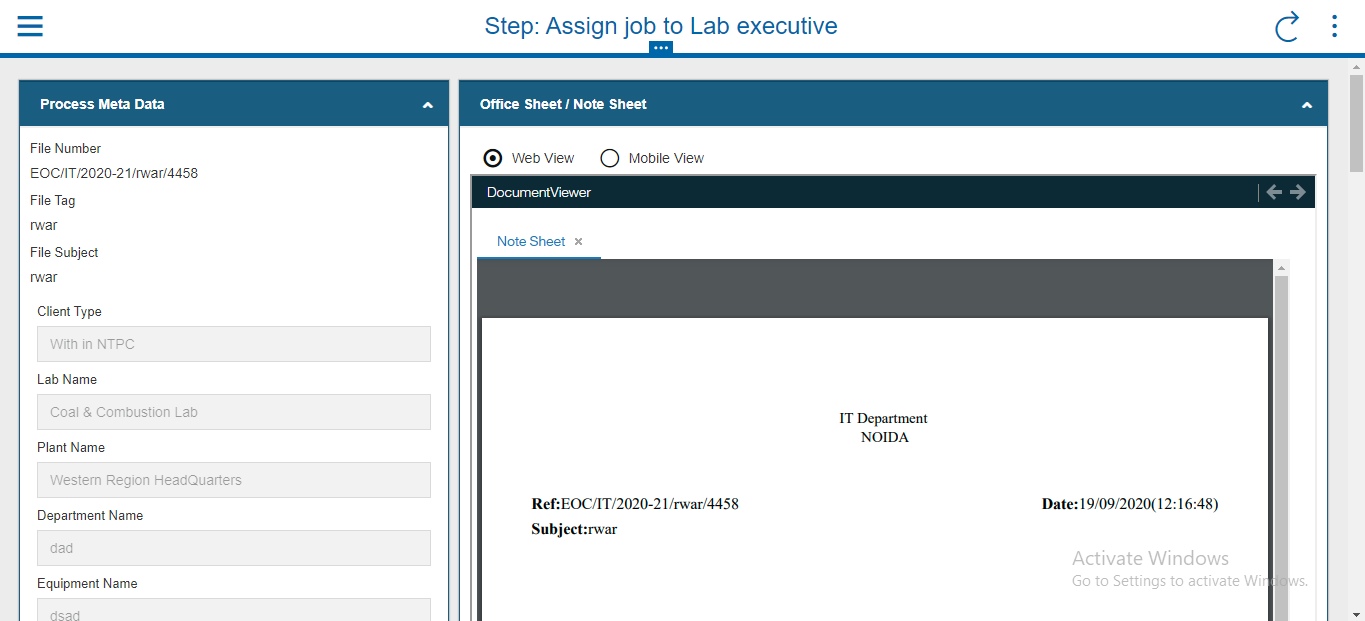 Step: Assign job to Lab executive
Process Meta Data
File Number
EOC/IT/2020-21/rwar/4458
File Tag
rwar
File Subject
rwar
Client Type
With in NTPC
Lab Name
Coal & Combustion Lab
Plant Name
Western Region HeadQuarters
Department Name
dad
Equipment Name
dsad
Office Sheet / Note Sheet
Web View Mobile View
DocumentViewer
Note Sheet
IT Department
NOIDA
Ref:EOC/IT/2020-21/rwar/4458 Date:19/09/2020(12:16:48)
Subject:rwar
Activate Windows
Go to Settings to activate Windows.